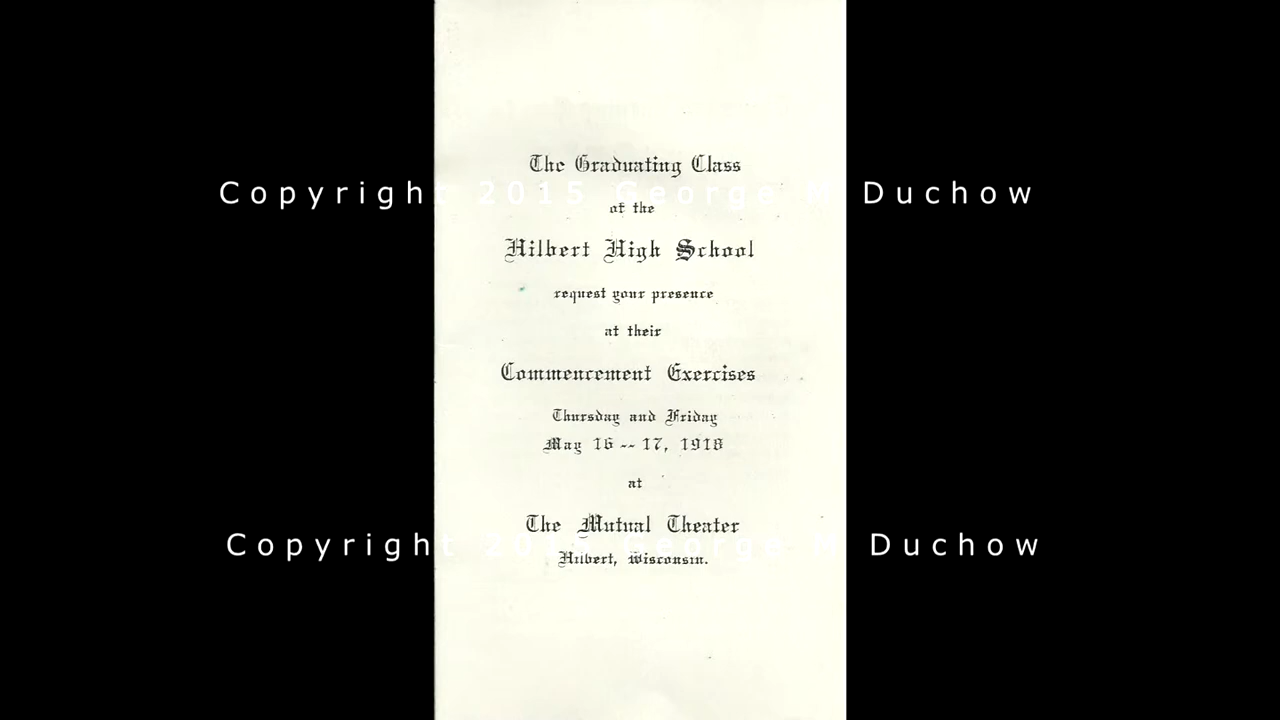 The Graduating Class
Copyright 2015 George M Duchow
of the
Hilbert High School
request your presence
at their
Commencement Exercises
Thursday and Friday
May 16 -- 17, 1918
at
The Mutual Theater
Copyright 2015 George M Duchow
Hilbert, Wisconsin.